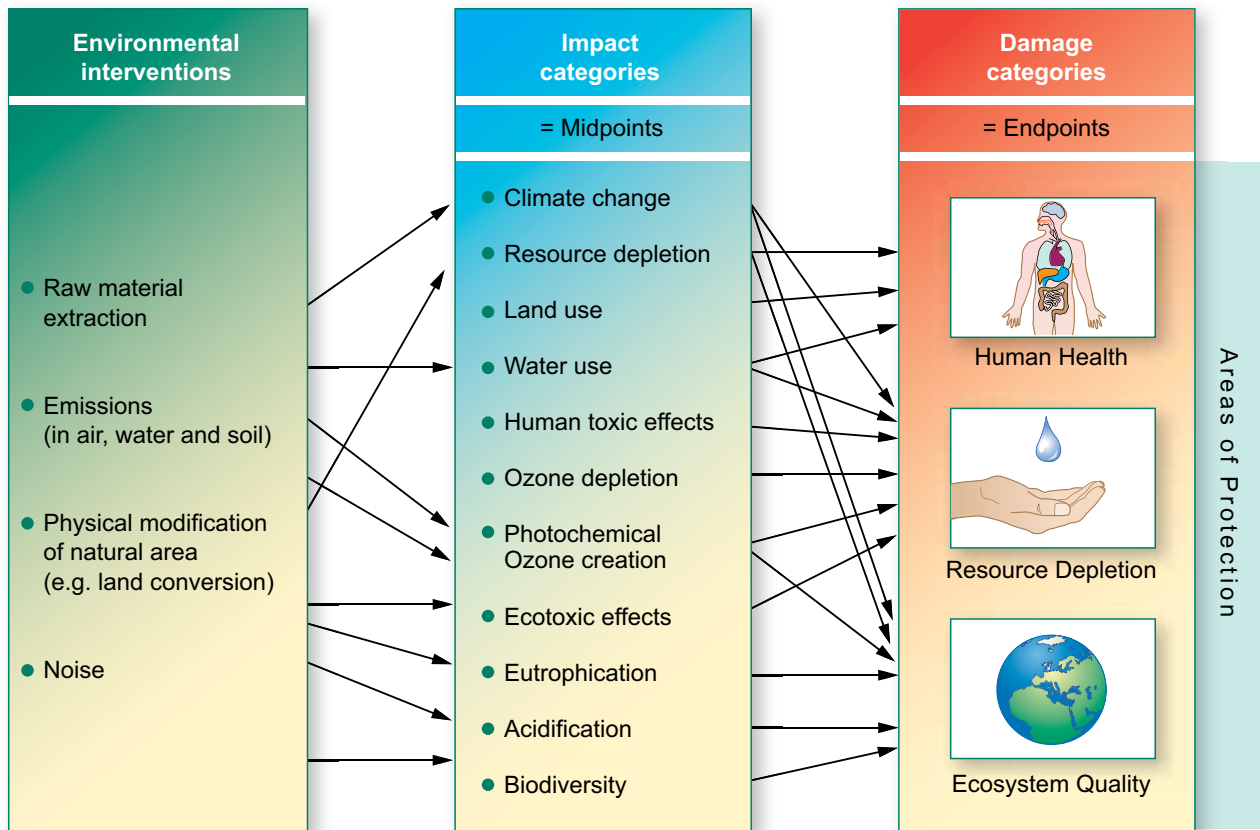 Environmental
interventions
Raw material
extraction
Emissions
(in air, water and soil)
Physical modification
of natural area
(e.g. land conversion)
Noise
Impact
categories
= Midpoints
Climate change
Resource depletion
Land use
Water use
Human toxic effects
Ozone depletion
Photochemical
Ozone creation
Ecotoxic effects
Eutrophication
Acidification
Biodiversity
Damage
categories
= Endpoints
Human Health
Resource Depletion
Ecosystem Quality
Areas of Protection